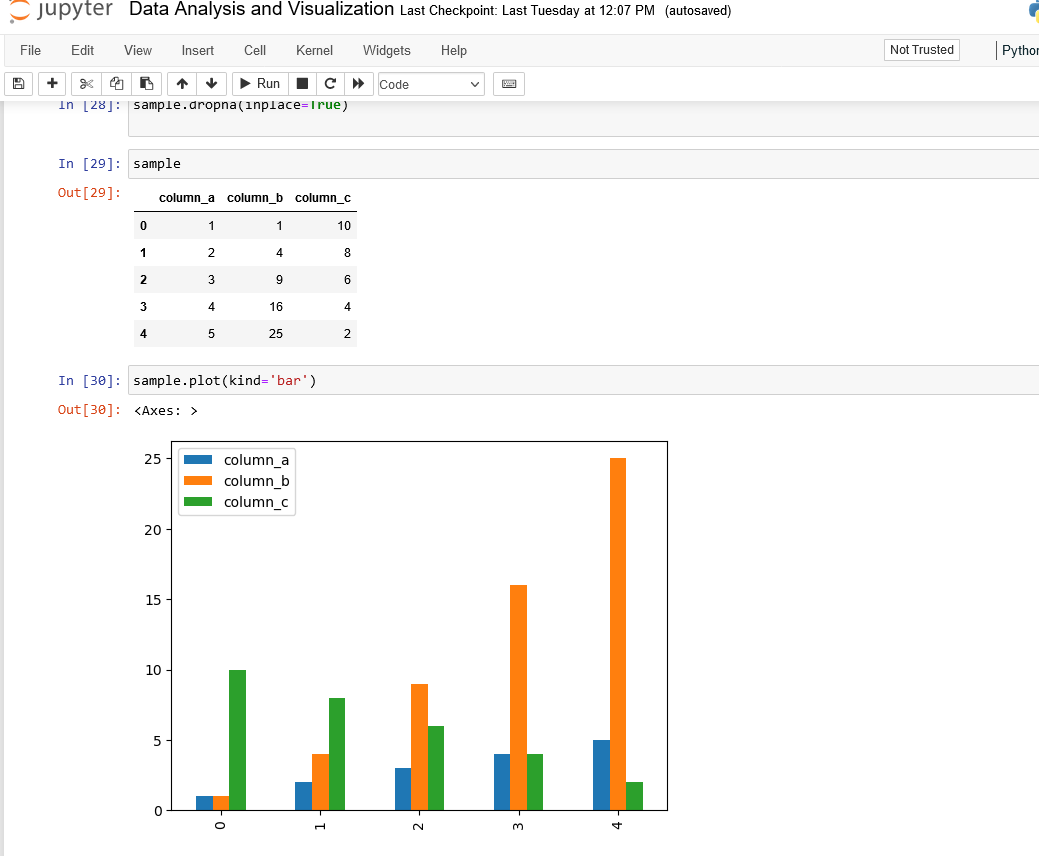 jupyter Data Analysis and Visualization Last Checkpoint: Last Tuesday at 12:07 PM (autosaved)
File Edit View Insert Cell Kernel Widgets Help Not Trusted Python
Run Code
In [28]: sample.dropna(inplace=True)
In [29]: sample
Out[29]:
column_a column_b column_c
0 1 1 10
1 2 4 8
2 3 9 6
3 4 16 4
4 5 25 2
In [30]: sample.plot(kind='bar')
Out[30]: <Axes: >
column_a
column_b
column_c
25
20
15
10
5
0
0 1 2 3 4